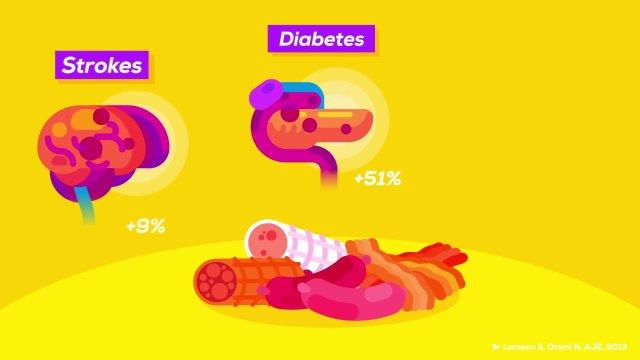 Diabetes
Strokes
+51%
+9%
▶ Larsson S, Orsini N, AJE, 2013